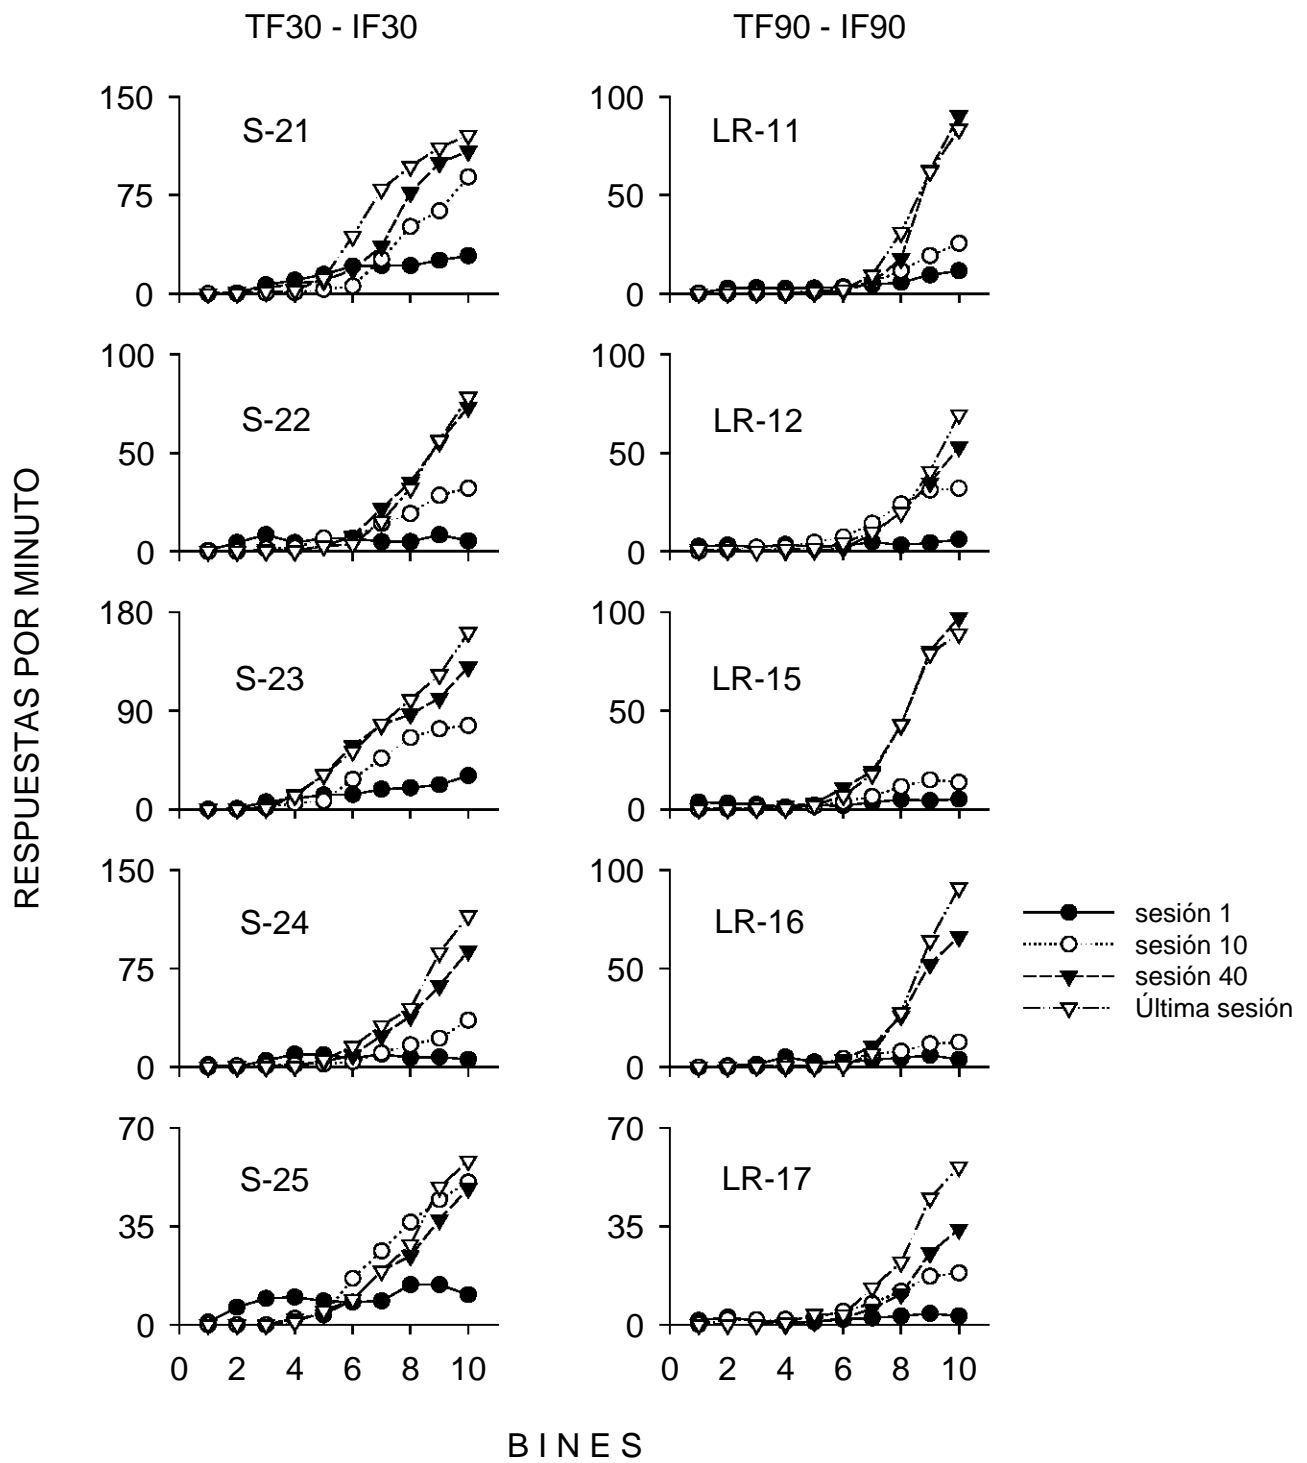 TF30 - IF30
TF90 - IF90
150
75
0
S-21
100
50
0
LR-11
100
50
0
S-22
100
50
0
LR-12
180
90
0
S-23
100
50
0
LR-15
150
75
0
S-24
100
50
0
LR-16
70
35
0
S-25
0 2 4 6 8 10
70
35
0
LR-17
0 2 4 6 8 10
RESPUESTAS POR MINUTO
B I N E S
sesión 1
sesión 10
sesión 40
Última sesión